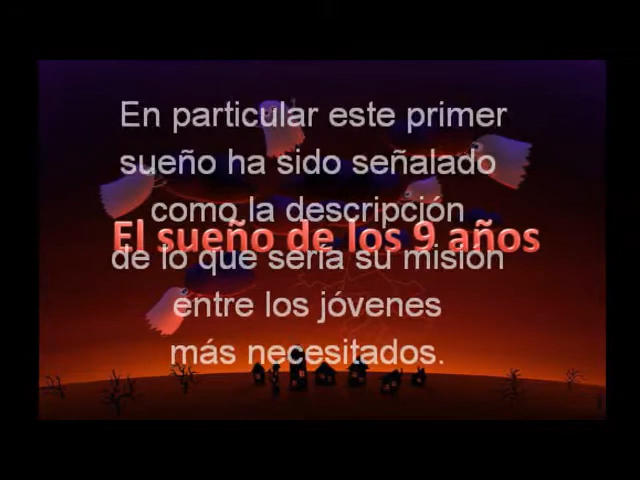 En particular este primer
sueño ha sido señalado
como la descripción
El sueño de los 9 años
de lo que sería su misión
entre los jóvenes
más necesitados.